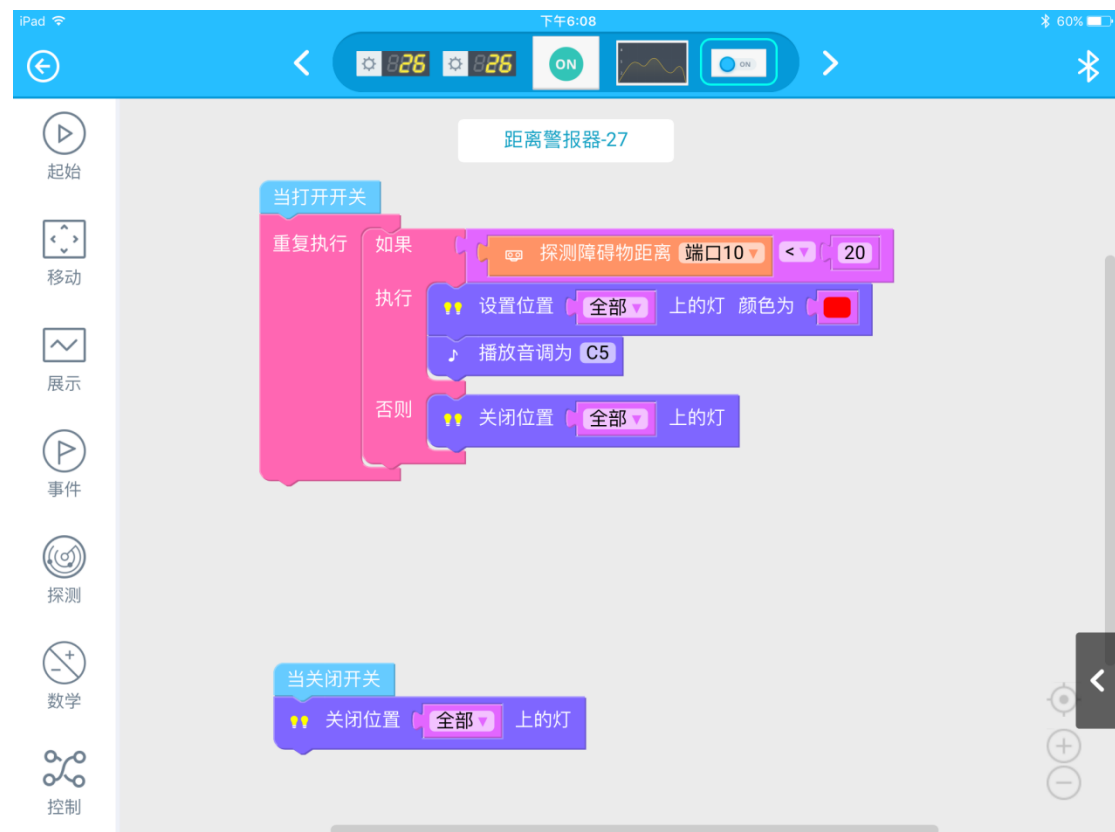 iPad 下午6:08 60%
26 26 ON ON
距离警报器-27
起始
移动
展示
事件
探测
数学
控制
当打开开关
重复执行 如果 探测障碍物距离 端口10 < 20
执行 设置位置 全部 上的灯 颜色为
播放音调为 C5
否则 关闭位置 全部 上的灯
当关闭开关
关闭位置 全部 上的灯